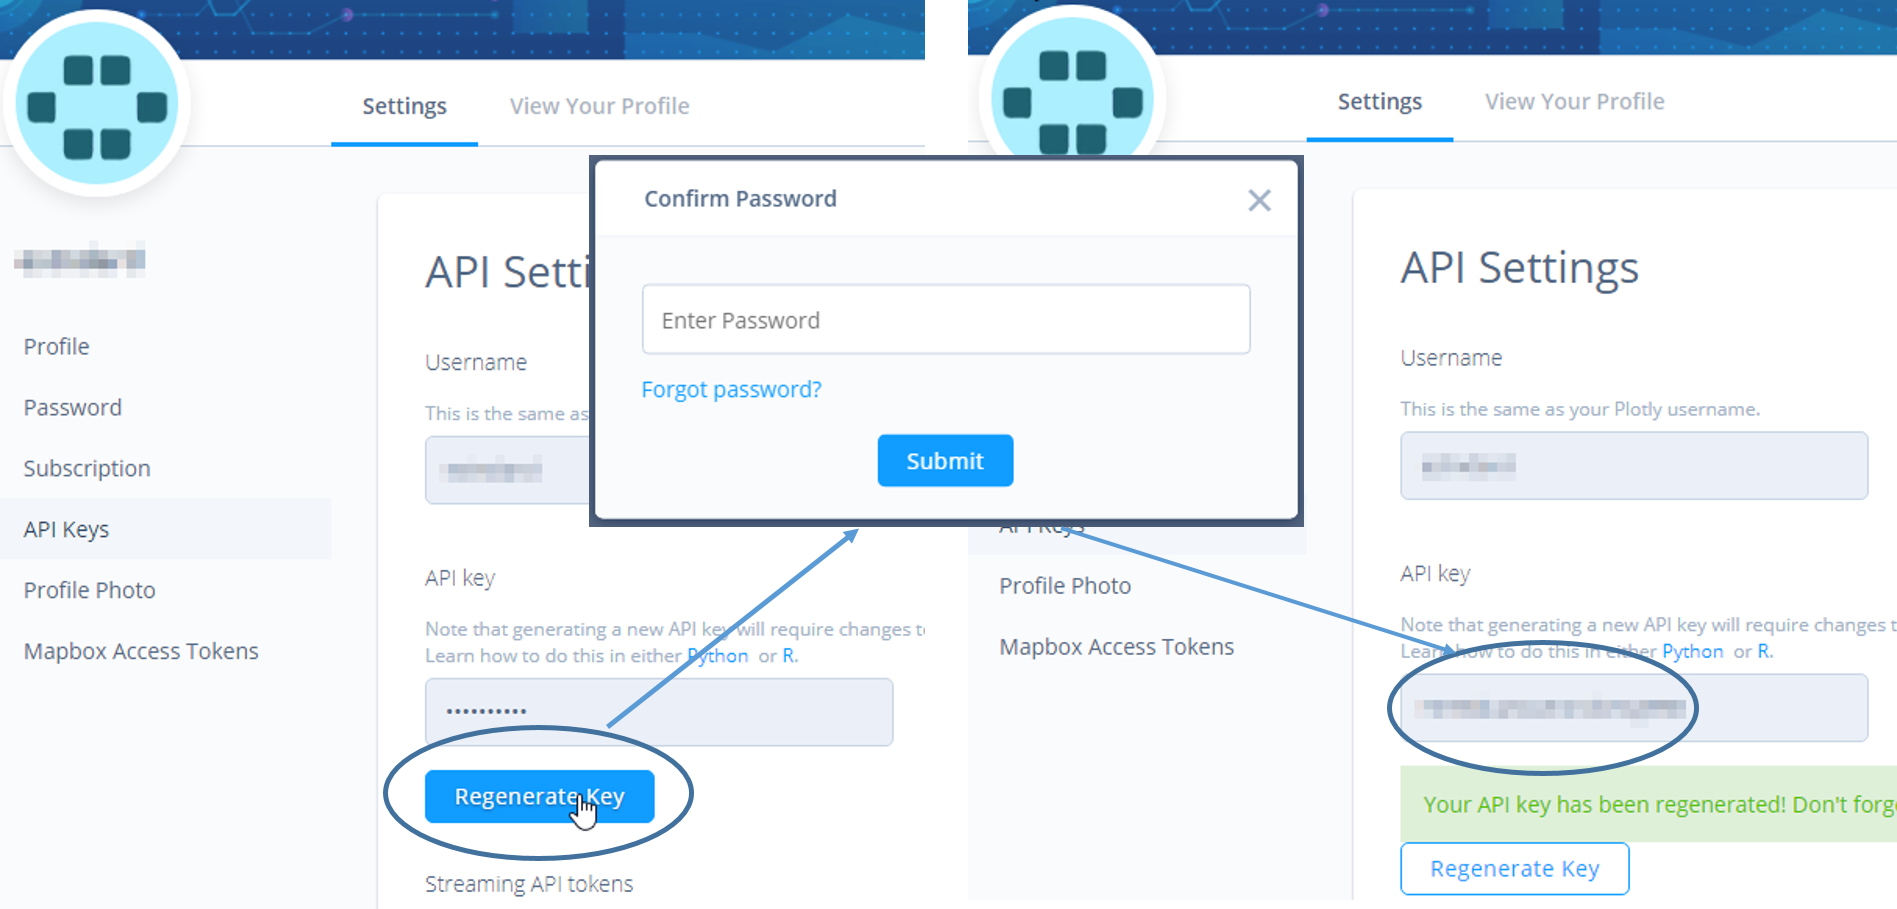 Settings
View Your Profile
Profile
Password
Subscription
API Keys
Profile Photo
Mapbox Access Tokens
API Setti
Username
This is the same as
API key
Note that generating a new API key will require changes t
Learn how to do this in either Python or R.
••••••••••
Regenerate Key
Streaming API tokens
Confirm Password
Enter Password
Forgot password?
Submit
Settings
View Your Profile
API Keys
Profile Photo
Mapbox Access Tokens
API Settings
Username
This is the same as your Plotly username.
API key
Note that generating a new API key will require changes t
Learn how to do this in either Python or R.
Your API key has been regenerated! Don't forg
Regenerate Key